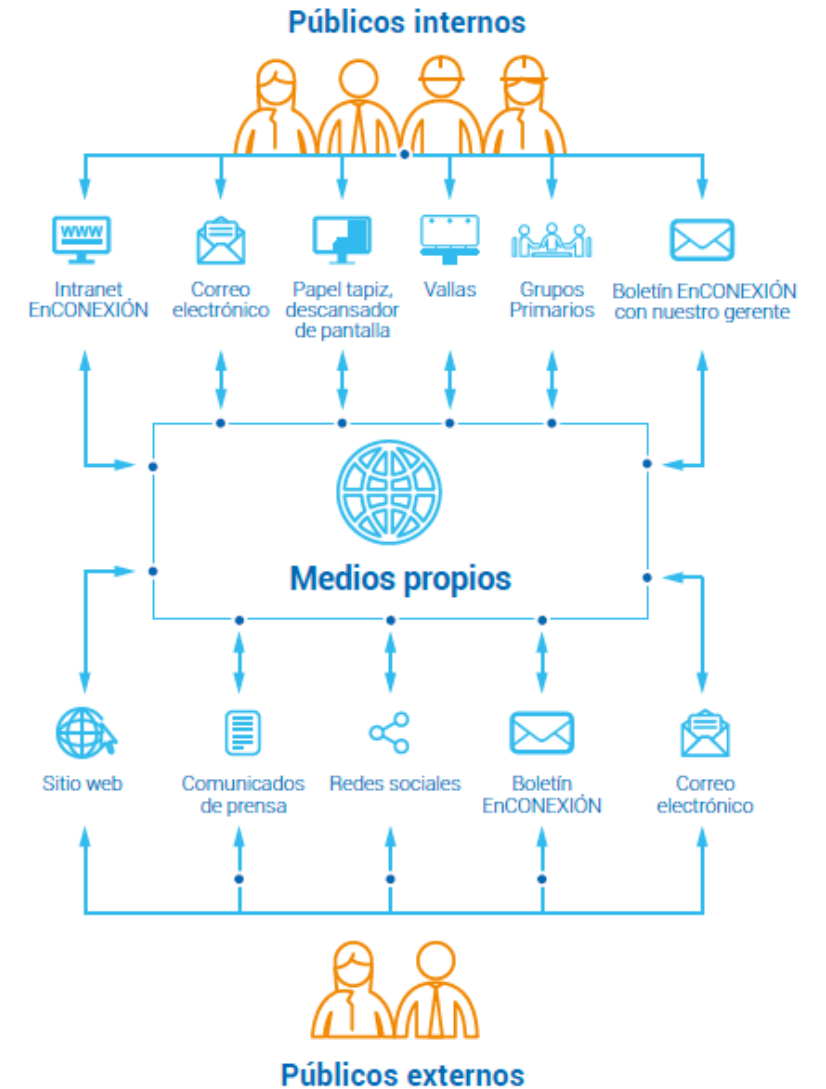 Públicos internos
www
Intranet
EnCONEXIÓN
Correo
electrónico
Papel tapiz,
descansador
de pantalla
Vallas
Grupos
Primarios
Boletín EnCONEXIÓN
con nuestro gerente
Medios propios
Sitio web
Comunicados
de prensa
Redes sociales
Boletín
EnCONEXIÓN
Correo
electrónico
Públicos externos